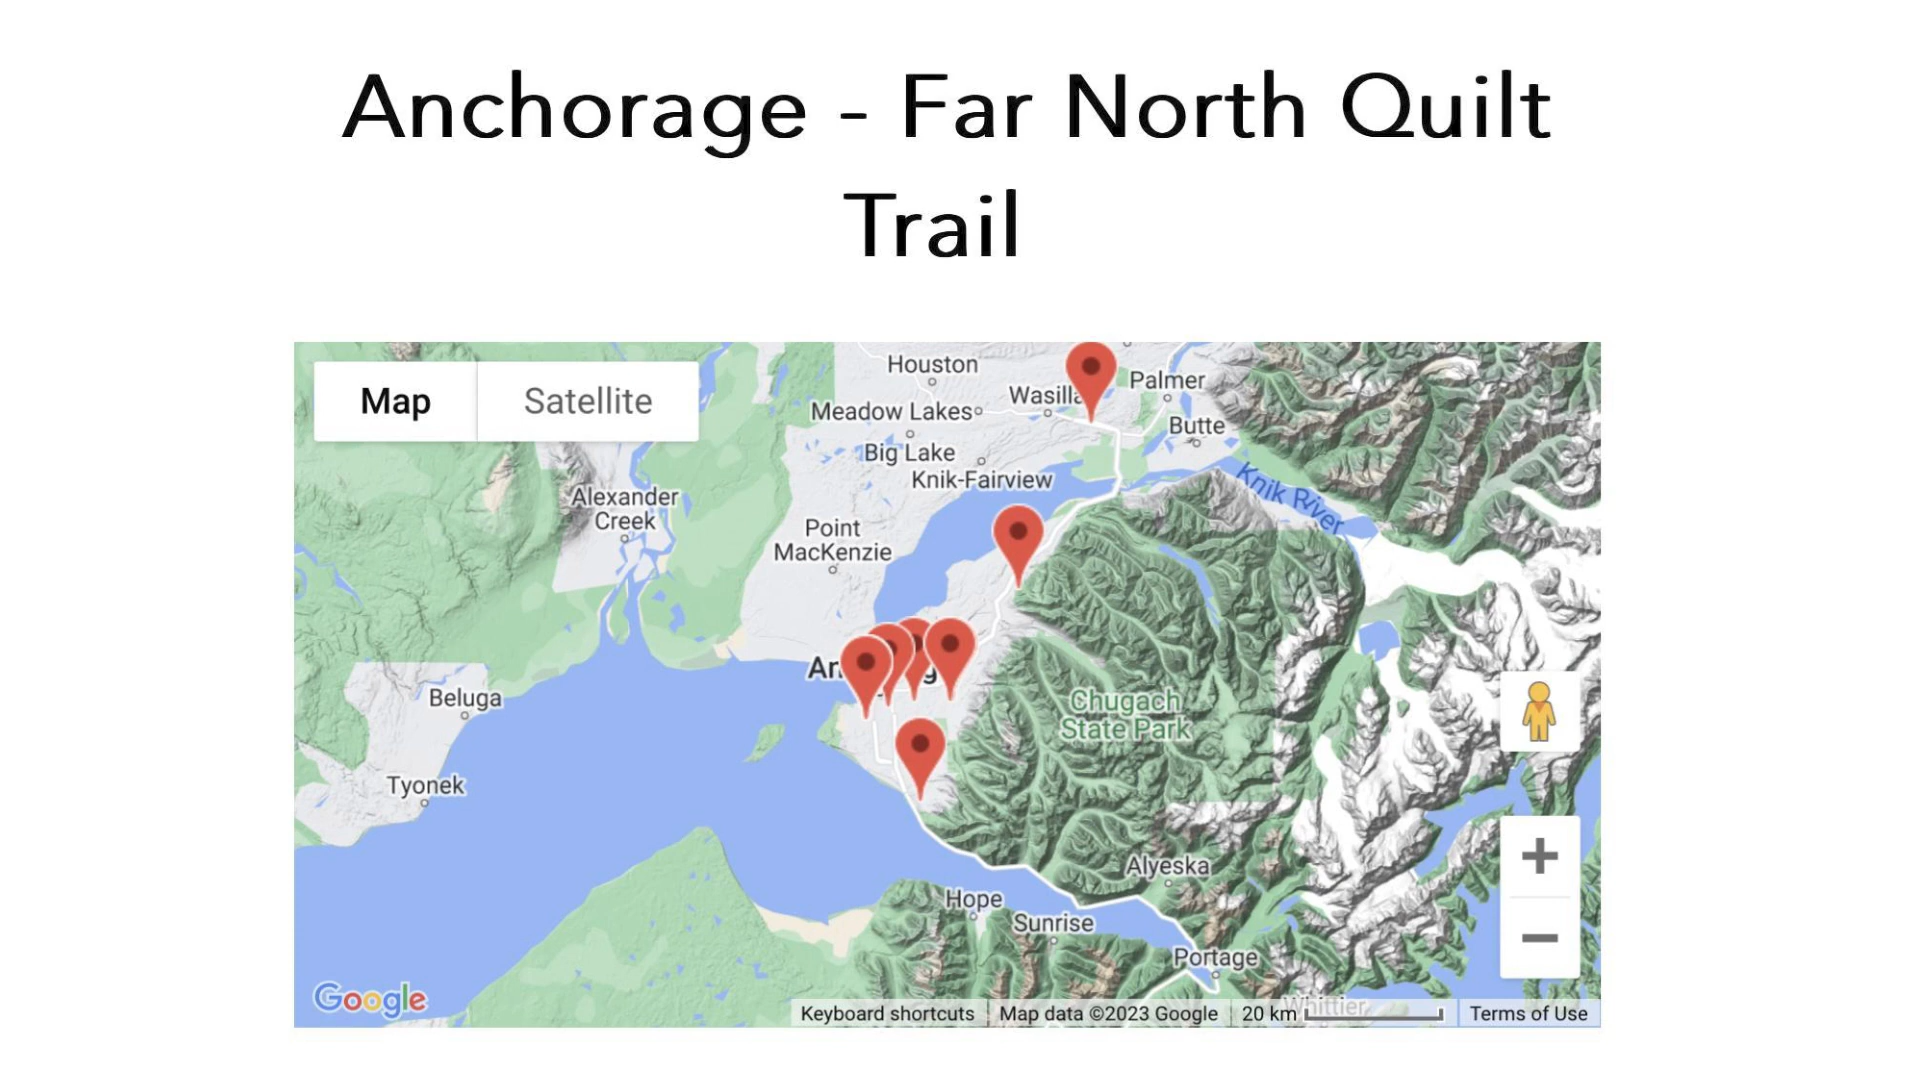 Anchorage - Far North Quilt
Trail
Map
Satellite
Houston
Wasilla
Palmer
Meadow Lakes
Butte
Big Lake
Knik-Fairview
Knik River
Alexander
Creek
Point
MacKenzie
Beluga
Chugach
State Park
Tyonek
Alyeska
Hope
Sunrise
Portage
Whittier
Google
Keyboard shortcuts
Map data ©2023 Google
20 km
Terms of Use